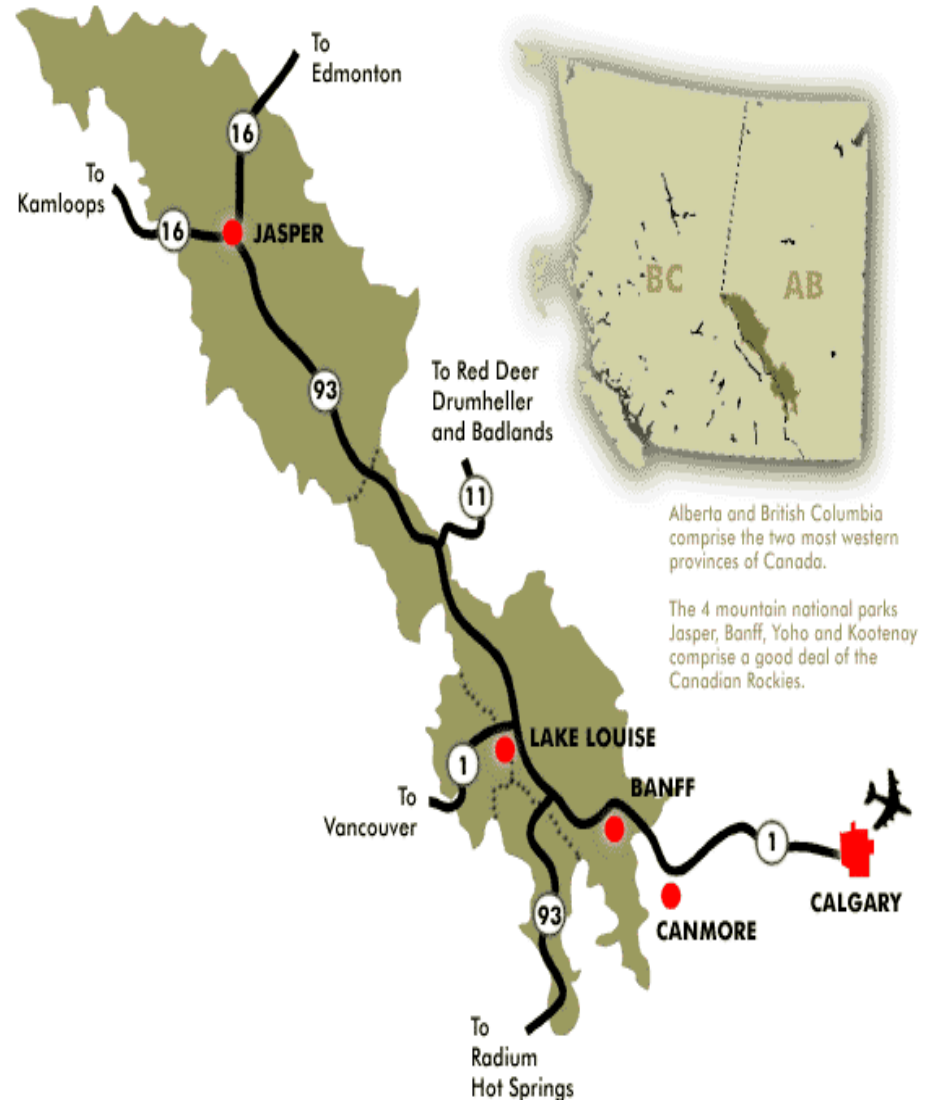 To
Edmonton
16
To
Kamloops
16
JASPER
BC
AB
93
To Red Deer
Drumheller
and Badlands
11
Alberta and British Columbia
comprise the two most western
provinces of Canada.
The 4 mountain national parks
Jasper, Banff, Yoho and Kootenay
comprise a good deal of the
Canadian Rockies.
LAKE LOUISE
1
To
Vancouver
BANFF
1
CALGARY
CANMORE
93
To
Radium
Hot Springs